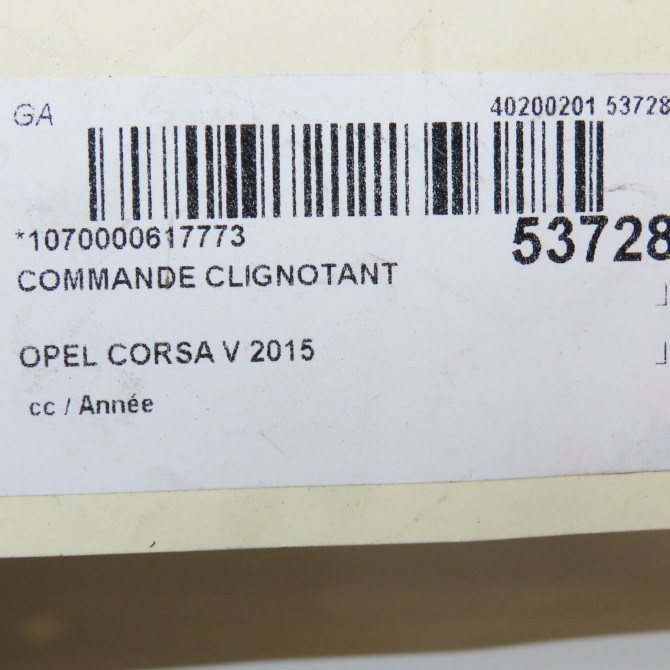 GA
40200201 53728
*1070000617773
53728
COMMANDE CLIGNOTANT
OPEL CORSA V 2015
cc / Année